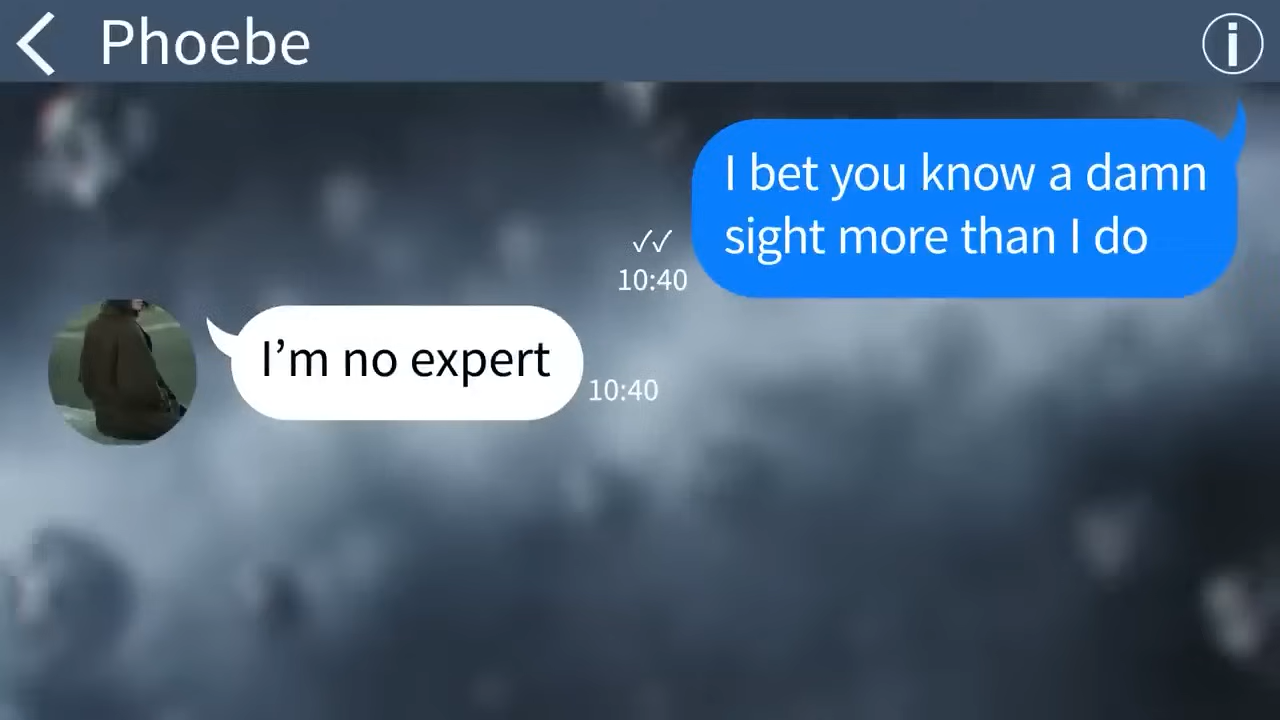 Phoebe
I bet you know a damn
sight more than I do
✓✓
10:40
I’m no expert
10:40